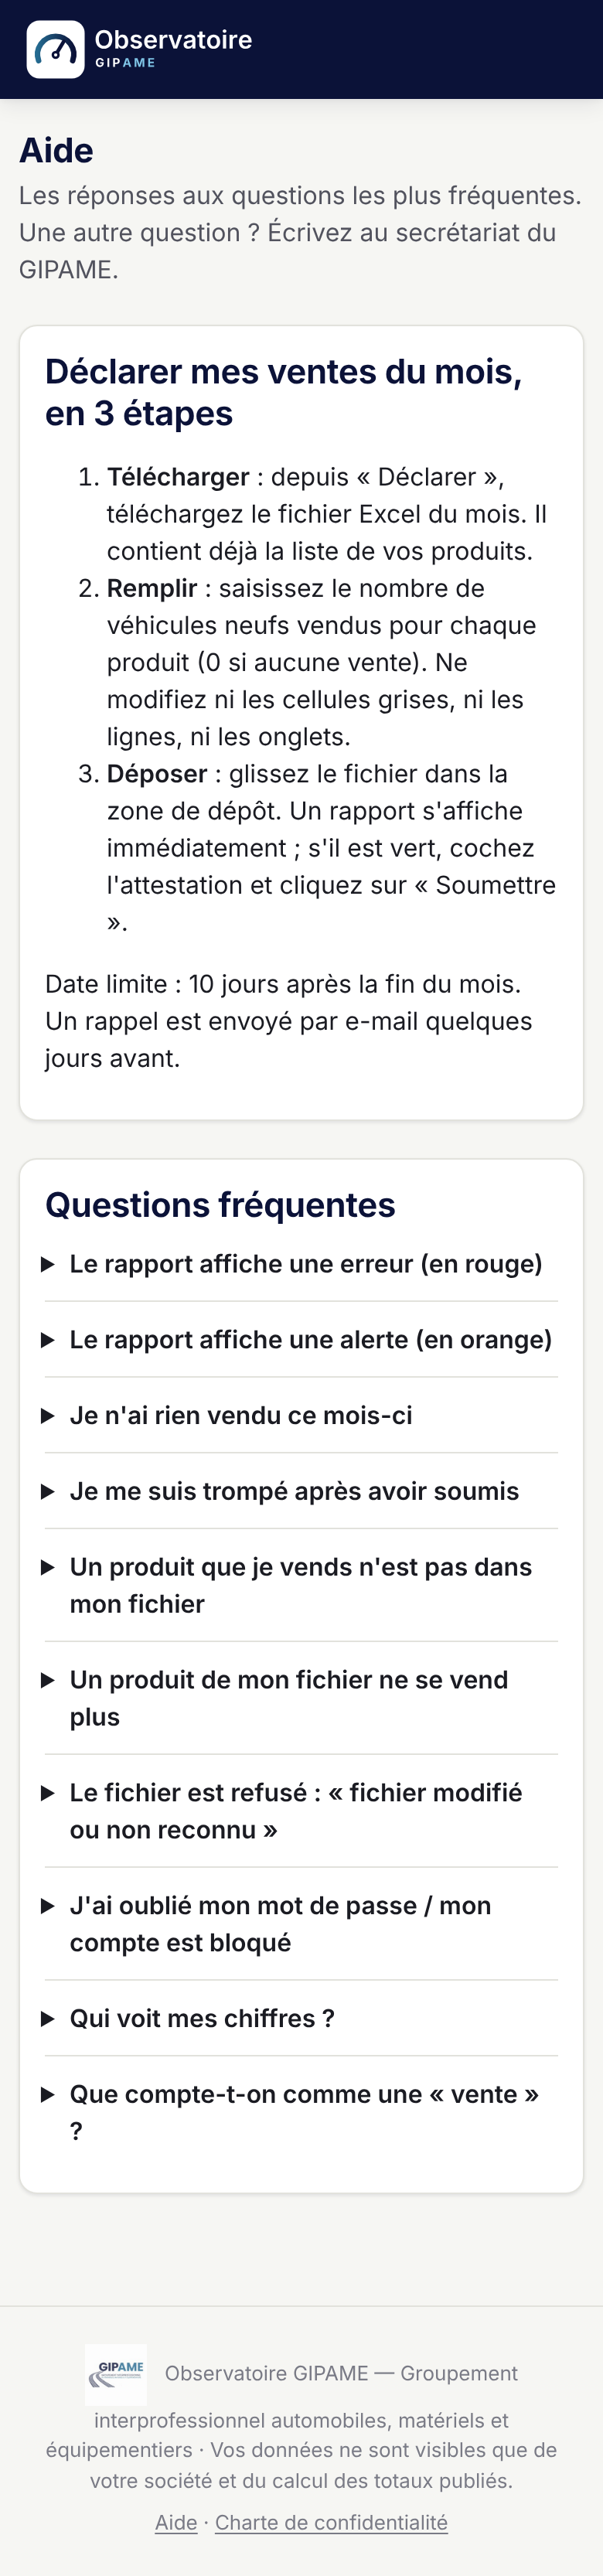 Observatoire
GIPAME
Aide
Les réponses aux questions les plus fréquentes.
Une autre question ? Écrivez au secrétariat du
GIPAME.
Déclarer mes ventes du mois,
en 3 étapes
1. Télécharger : depuis « Déclarer »,
téléchargez le fichier Excel du mois. Il
contient déjà la liste de vos produits.
2. Remplir : saisissez le nombre de
véhicules neufs vendus pour chaque
produit (0 si aucune vente). Ne
modifiez ni les cellules grises, ni les
lignes, ni les onglets.
3. Déposer : glissez le fichier dans la
zone de dépôt. Un rapport s'affiche
immédiatement ; s'il est vert, cochez
l'attestation et cliquez sur « Soumettre
».
Date limite : 10 jours après la fin du mois.
Un rappel est envoyé par e-mail quelques
jours avant.
Questions fréquentes
Le rapport affiche une erreur (en rouge)
Le rapport affiche une alerte (en orange)
Je n'ai rien vendu ce mois-ci
Je me suis trompé après avoir soumis
Un produit que je vends n'est pas dans
mon fichier
Un produit de mon fichier ne se vend
plus
Le fichier est refusé : « fichier modifié
ou non reconnu »
J'ai oublié mon mot de passe / mon
compte est bloqué
Qui voit mes chiffres ?
Que compte-t-on comme une « vente »
?
GIPAME
Observatoire GIPAME — Groupement
interprofessionnel automobiles, matériels et
équipementiers · Vos données ne sont visibles que de
votre société et du calcul des totaux publiés.
Aide · Charte de confidentialité